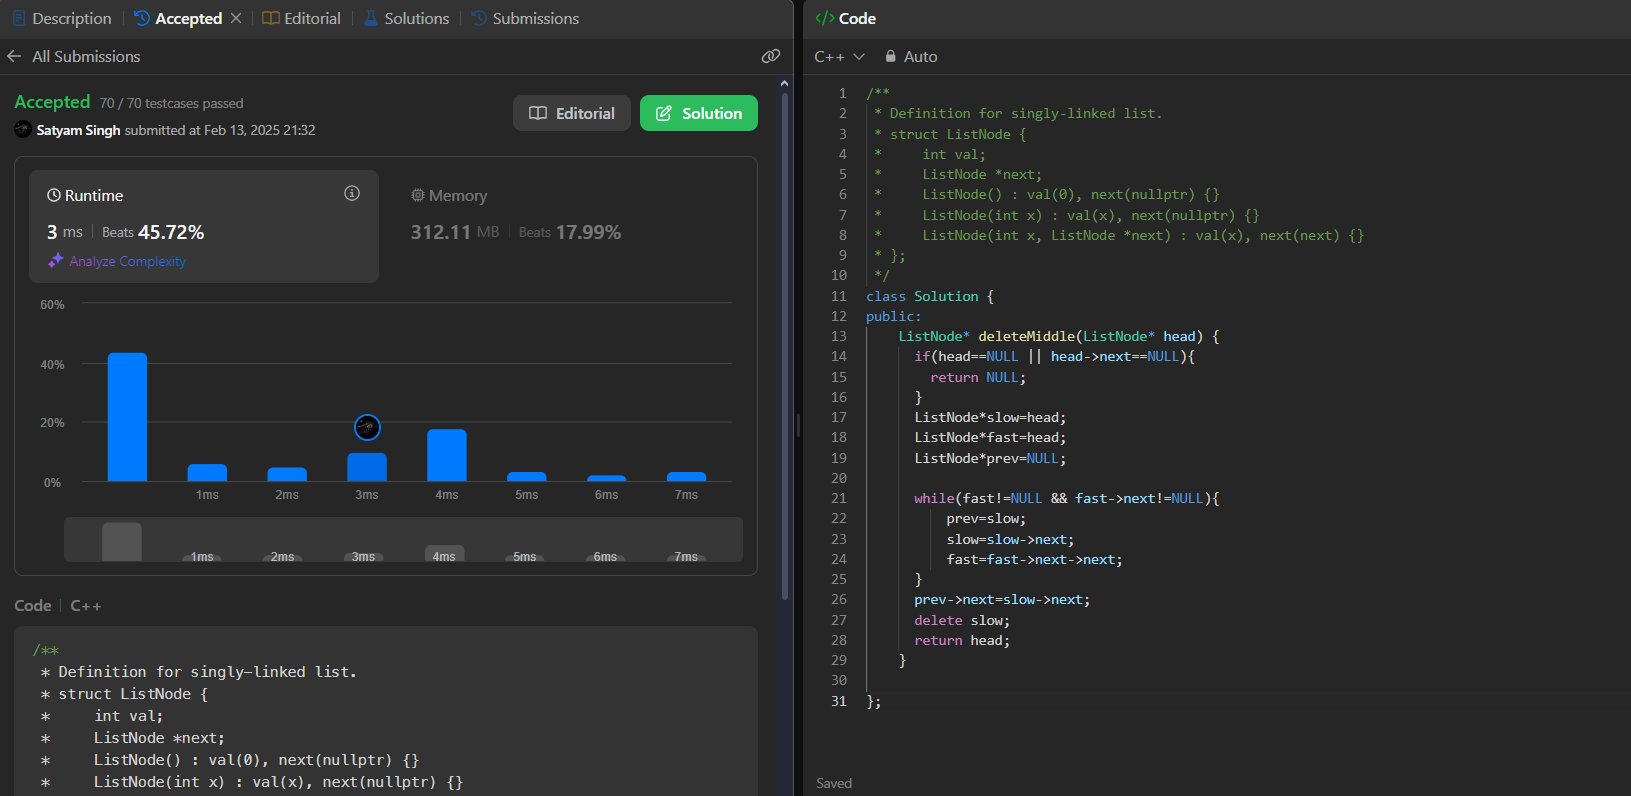 Description | Accepted × | Editorial | Solutions | Submissions
← All Submissions
Accepted 70 / 70 testcases passed
Satyam Singh submitted at Feb 13, 2025 21:32
Editorial
Solution
Runtime
3 ms | Beats 45.72%
Analyze Complexity
Memory
312.11 MB | Beats 17.99%
60%
40%
20%
0%
1ms 2ms 3ms 4ms 5ms 6ms 7ms
1ms 2ms 3ms 4ms 5ms 6ms 7ms
Code | C++
/**
 * Definition for singly-linked list.
 * struct ListNode {
 *     int val;
 *     ListNode *next;
 *     ListNode() : val(0), next(nullptr) {}
 *     ListNode(int x) : val(x), next(nullptr) {}
</> Code
C++ Auto
1 /**
2  * Definition for singly-linked list.
3  * struct ListNode {
4  *     int val;
5  *     ListNode *next;
6  *     ListNode() : val(0), next(nullptr) {}
7  *     ListNode(int x) : val(x), next(nullptr) {}
8  *     ListNode(int x, ListNode *next) : val(x), next(next) {}
9  * };
10  */
11 class Solution {
12 public:
13     ListNode* deleteMiddle(ListNode* head) {
14       if(head==NULL || head->next==NULL){
15         return NULL;
16       }
17       ListNode*slow=head;
18       ListNode*fast=head;
19       ListNode*prev=NULL;
20
21       while(fast!=NULL && fast->next!=NULL){
22           prev=slow;
23           slow=slow->next;
24           fast=fast->next->next;
25       }
26       prev->next=slow->next;
27       delete slow;
28       return head;
29     }
30
31 };
Saved